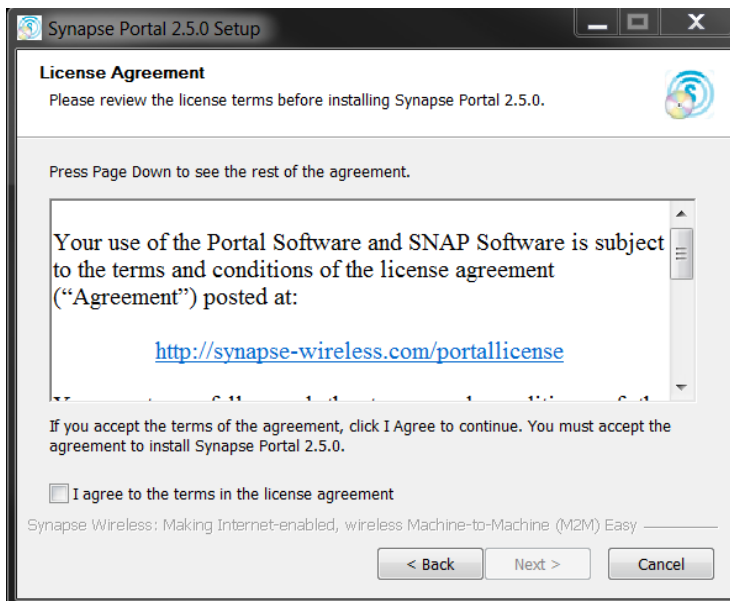 Synapse Portal 2.5.0 Setup
License Agreement
Please review the license terms before installing Synapse Portal 2.5.0.
Press Page Down to see the rest of the agreement.
Your use of the Portal Software and SNAP Software is subject
to the terms and conditions of the license agreement
(“Agreement”) posted at:
http://synapse-wireless.com/portallicense
If you accept the terms of the agreement, click I Agree to continue. You must accept the
agreement to install Synapse Portal 2.5.0.
I agree to the terms in the license agreement
Synapse Wireless: Making Internet-enabled, wireless Machine-to-Machine (M2M) Easy
< Back
Next >
Cancel